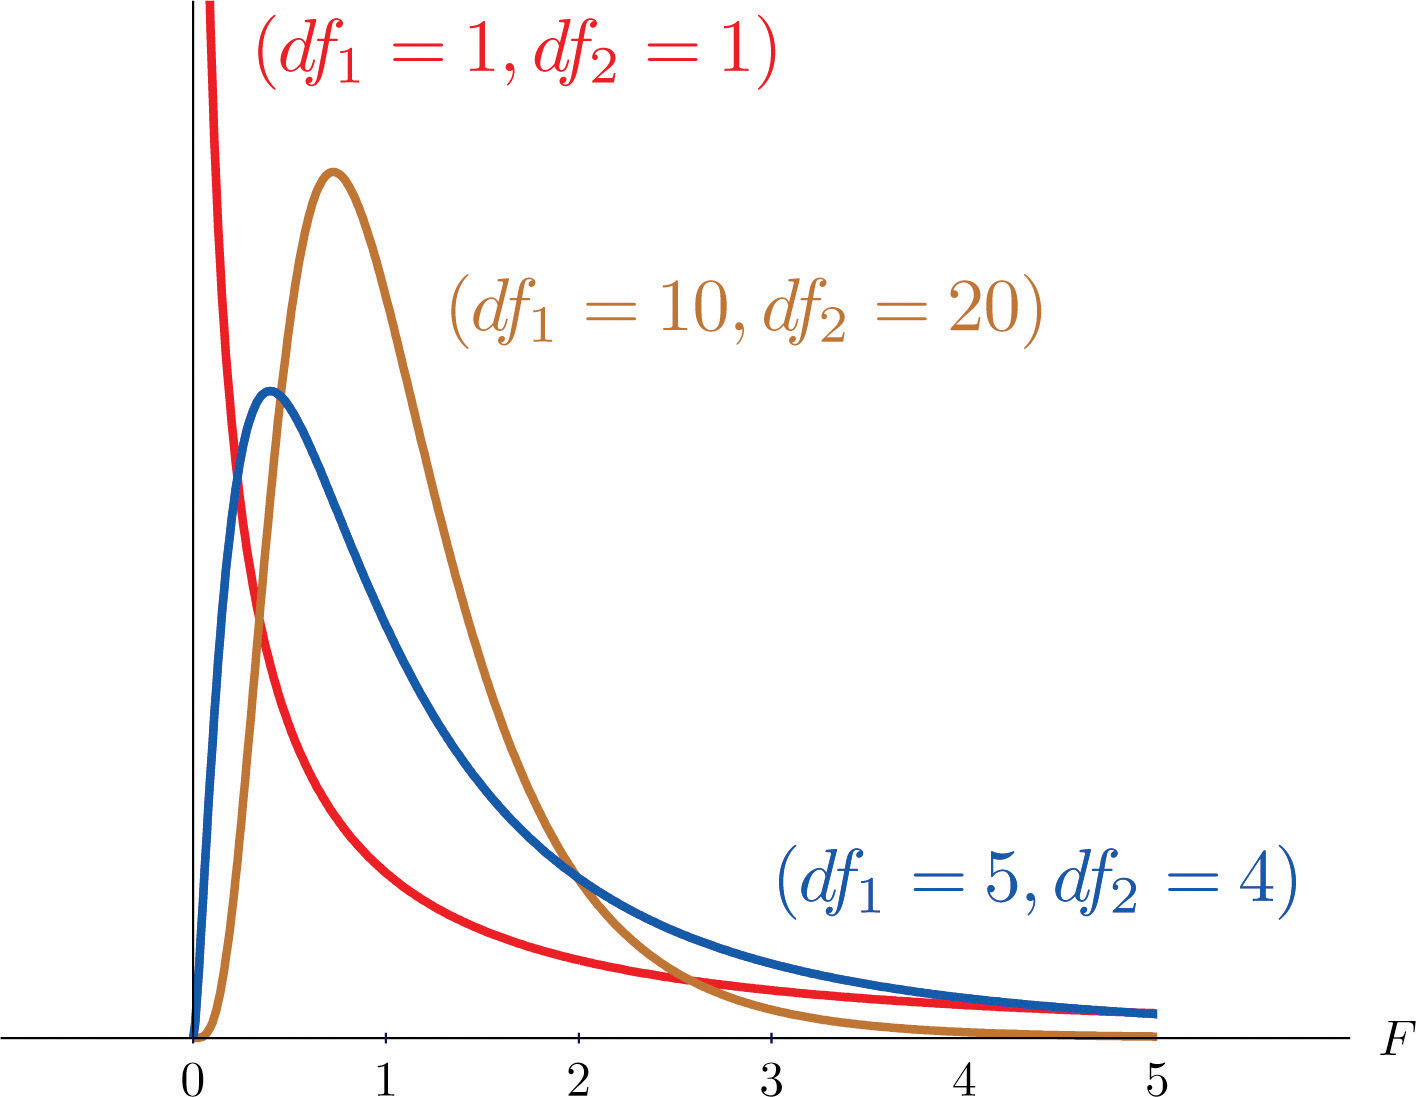 (df₁ = 1, df₂ = 1)
(df₁ = 10, df₂ = 20)
(df₁ = 5, df₂ = 4)
F
0 1 2 3 4 5